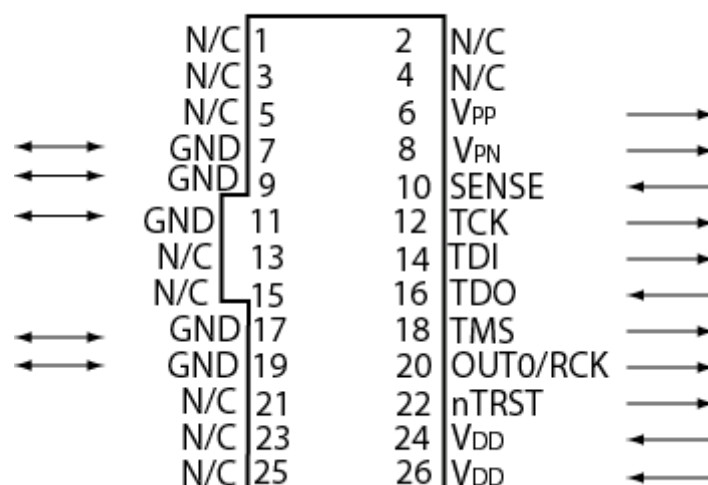 N/C 1 2 N/C
N/C 3 4 N/C
N/C 5 6 VPP
GND 7 8 VPN
GND 9 10 SENSE
GND 11 12 TCK
N/C 13 14 TDI
N/C 15 16 TDO
GND 17 18 TMS
GND 19 20 OUT0/RCK
N/C 21 22 nTRST
N/C 23 24 VDD
N/C 25 26 VDD